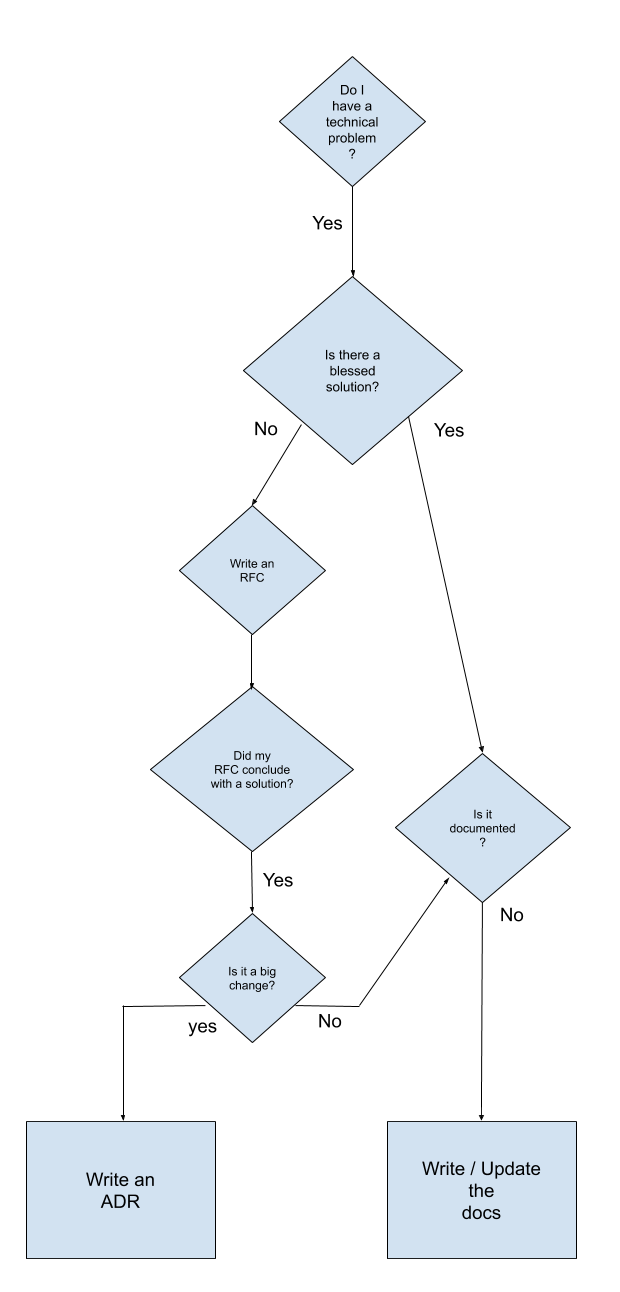 Do I
have a
technical
problem
?
Yes
Is there a
blessed
solution?
No
Yes
Write an
RFC
Did my
RFC conclude
with a solution?
Is it
documented
?
Yes
No
Is it a big
change?
yes
No
Write an
ADR
Write / Update
the
docs